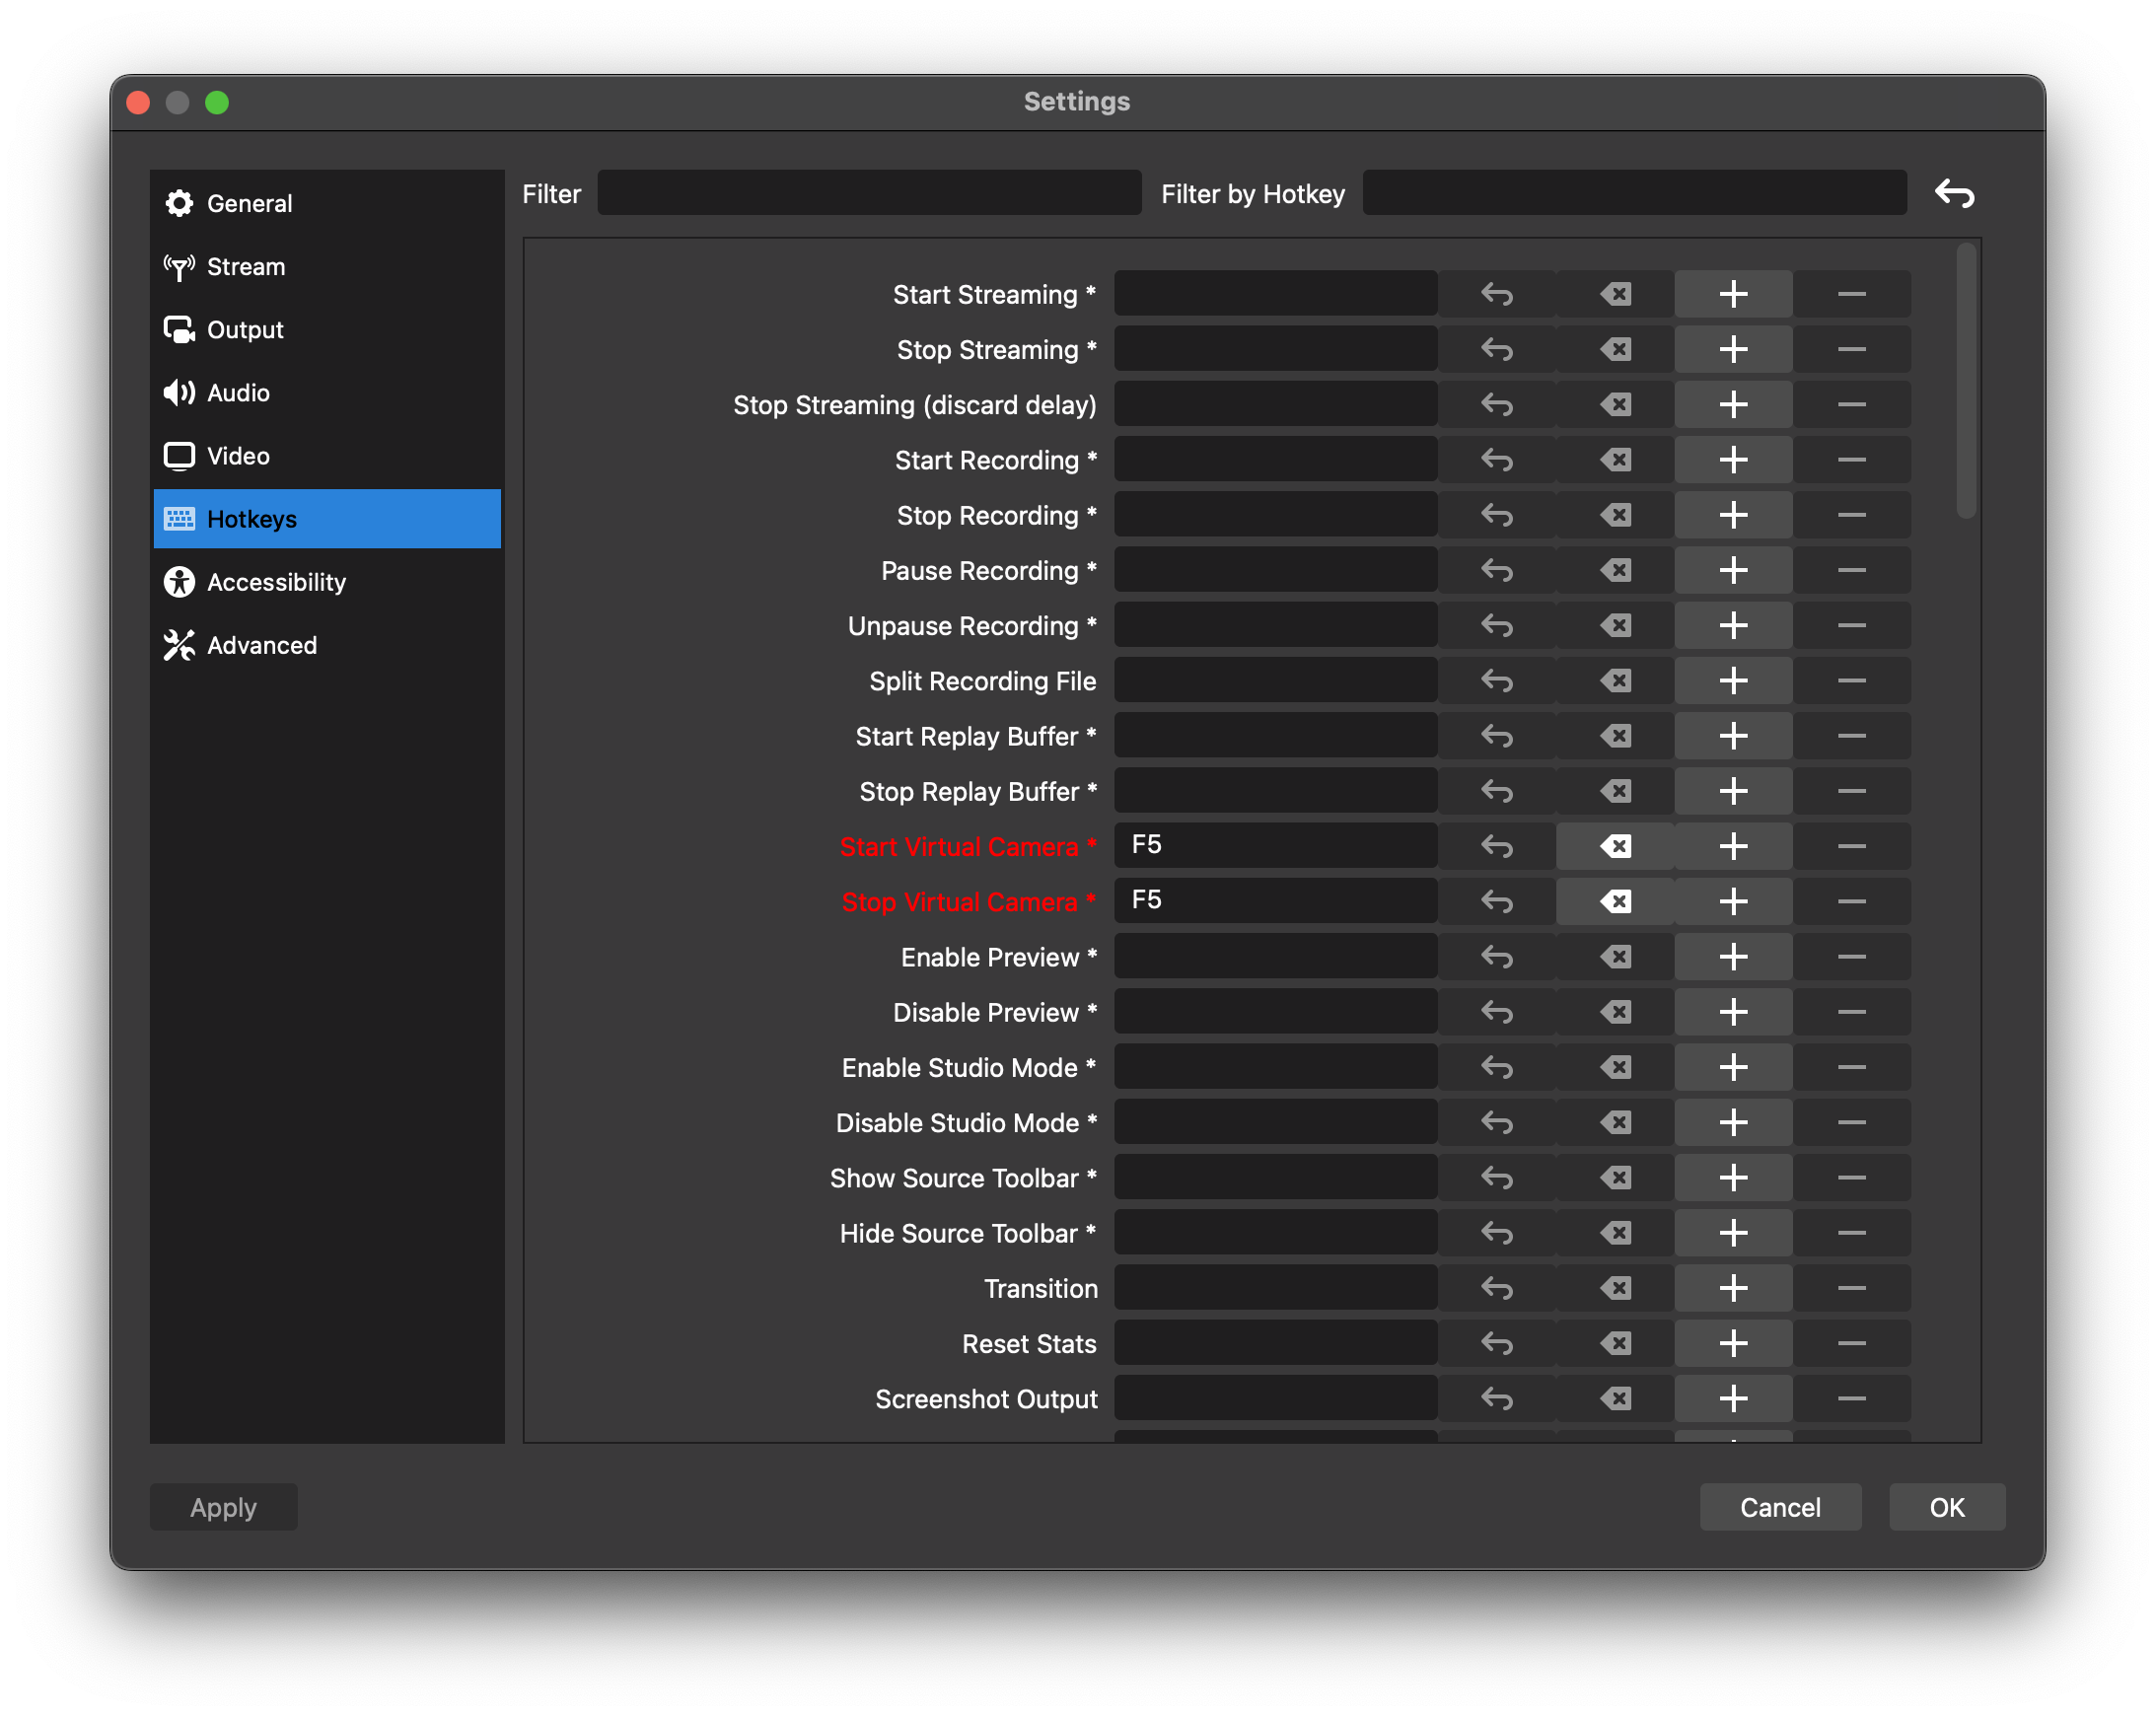 Settings
General
Stream
Output
Audio
Video
Hotkeys
Accessibility
Advanced
Filter
Filter by Hotkey
Start Streaming *
Stop Streaming *
Stop Streaming (discard delay)
Start Recording *
Stop Recording *
Pause Recording *
Unpause Recording *
Split Recording File
Start Replay Buffer *
Stop Replay Buffer *
Start Virtual Camera * F5
Stop Virtual Camera * F5
Enable Preview *
Disable Preview *
Enable Studio Mode *
Disable Studio Mode *
Show Source Toolbar *
Hide Source Toolbar *
Transition
Reset Stats
Screenshot Output
Apply
Cancel
OK